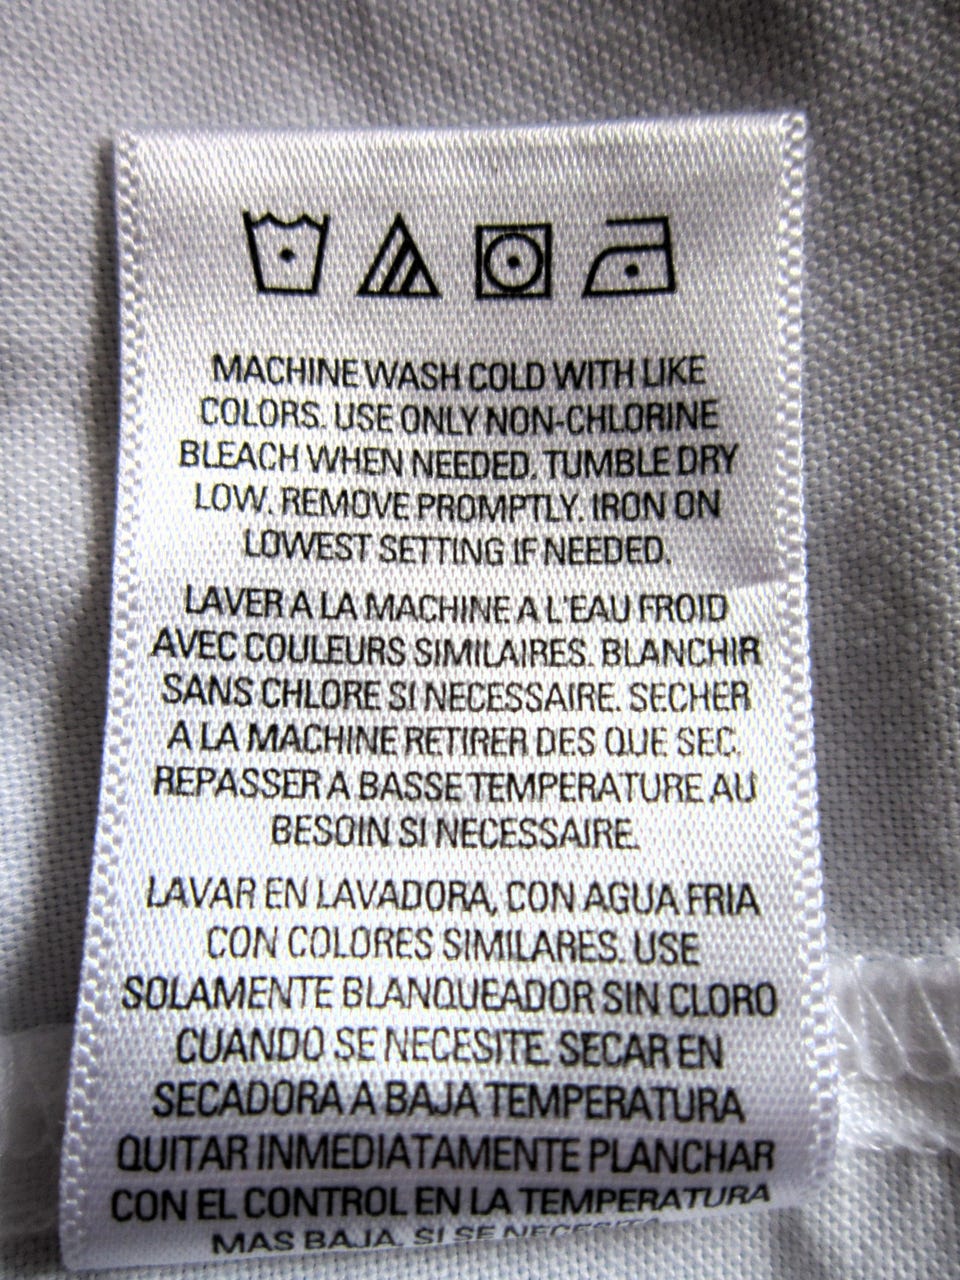 MACHINE WASH COLD WITH LIKE
COLORS. USE ONLY NON-CHLORINE
BLEACH WHEN NEEDED. TUMBLE DRY
LOW. REMOVE PROMPTLY. IRON ON
LOWEST SETTING IF NEEDED.
LAVER A LA MACHINE A L'EAU FROID
AVEC COULEURS SIMILAIRES. BLANCHIR
SANS CHLORE SI NECESSAIRE. SECHER
A LA MACHINE RETIRER DES QUE SEC.
REPASSER A BASSE TEMPERATURE AU
BESOIN SI NECESSAIRE.
LAVAR EN LAVADORA, CON AGUA FRIA
CON COLORES SIMILARES. USE
SOLAMENTE BLANQUEADOR SIN CLORO
CUANDO SE NECESITE. SECAR EN
SECADORA A BAJA TEMPERATURA
QUITAR INMEDIATAMENTE PLANCHAR
CON EL CONTROL EN LA TEMPERATURA
MAS BAJA. SI SE NECESITA